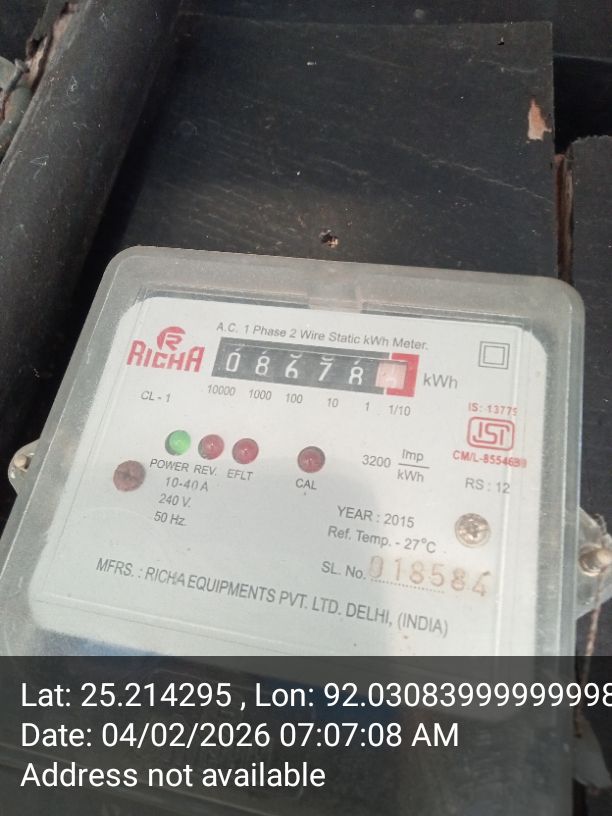 A.C. 1 Phase 2 Wire Static kWh Meter.
RICHA
08678 kWh
CL - 1
10000 1000 100 10 1 1/10
IS: 13779
ISI
CM/L-8554689
POWER REV. EFLT
CAL
3200 Imp/kWh
RS : 12
10-40 A
240 V.
50 Hz.
YEAR : 2015
Ref. Temp. - 27°C
SL. No. 018584
MFRS. : RICHA EQUIPMENTS PVT. LTD. DELHI, (INDIA)
Lat: 25.214295 , Lon: 92.03083999999998
Date: 04/02/2026 07:07:08 AM
Address not available